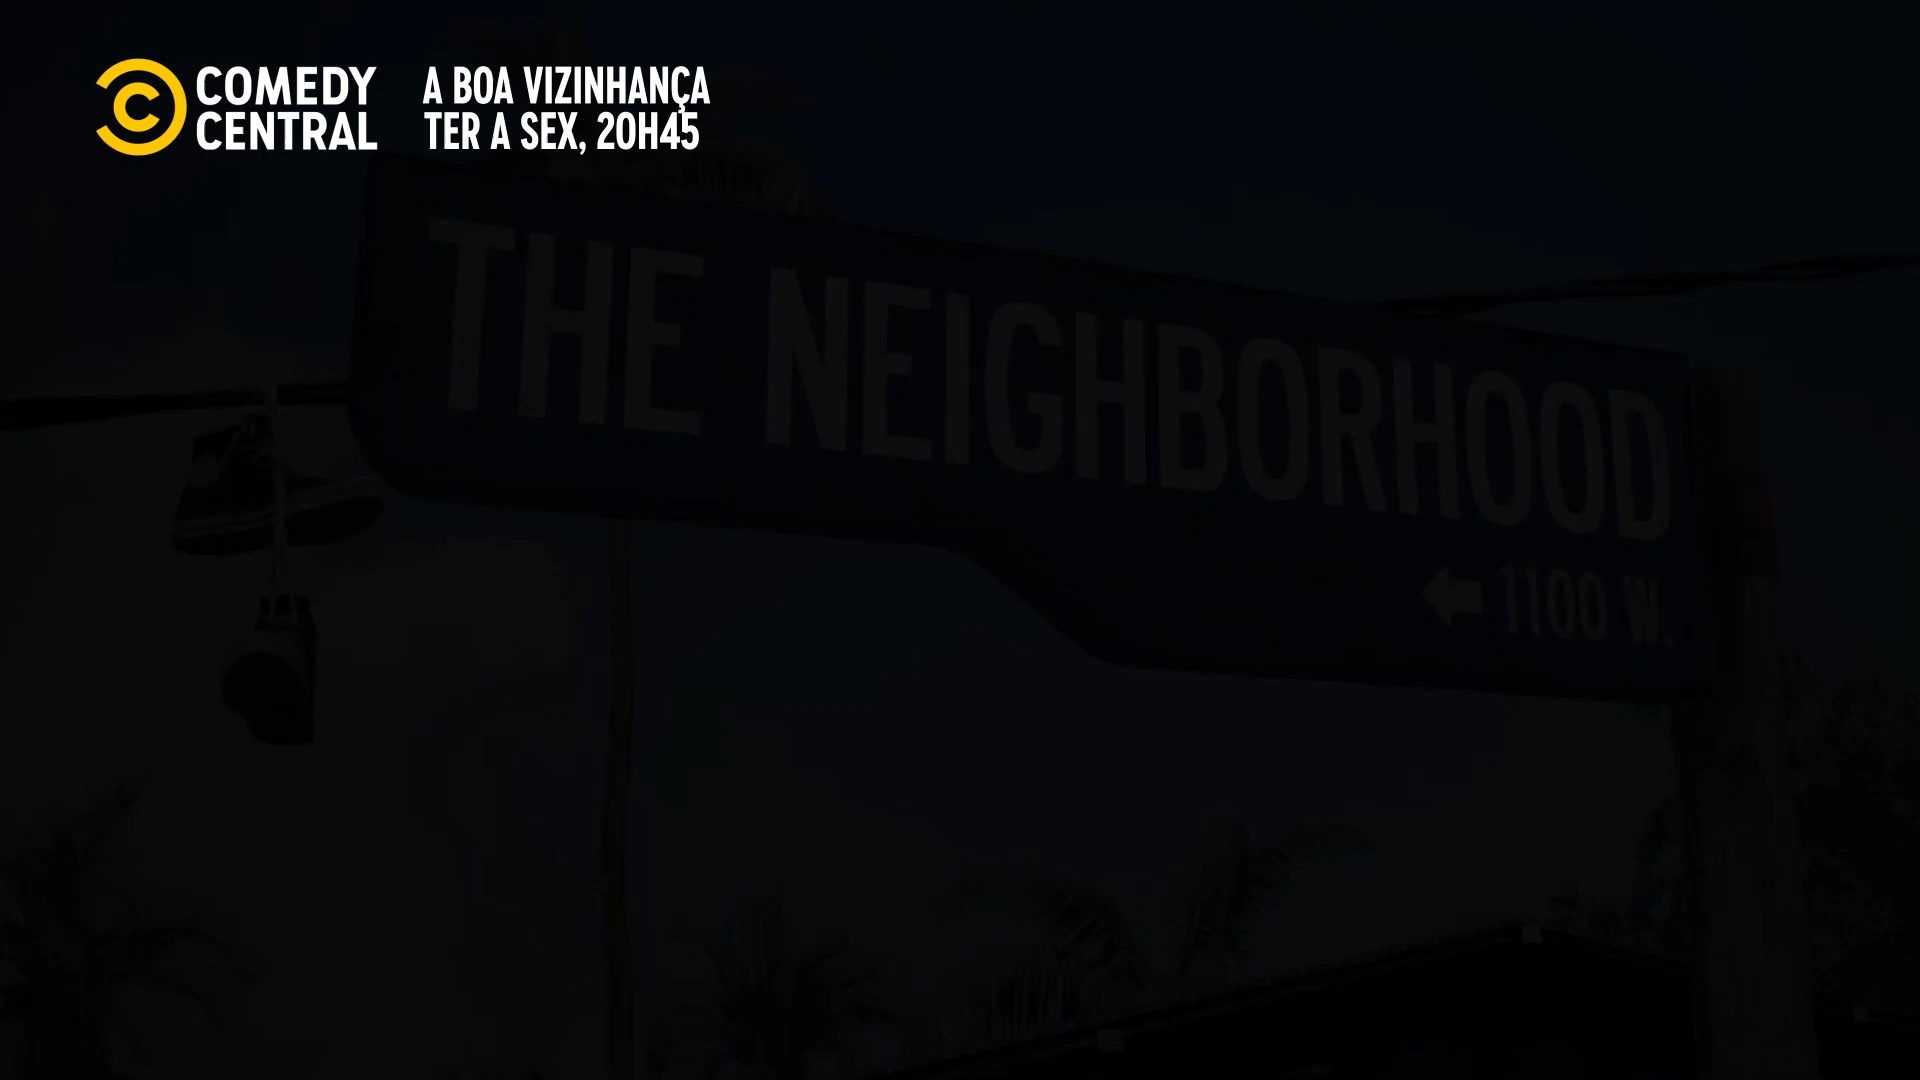 COMEDY
CENTRAL
A BOA VIZINHANÇA
TER A SEX, 20H45
THE NEIGHBORHOOD
1100 W.